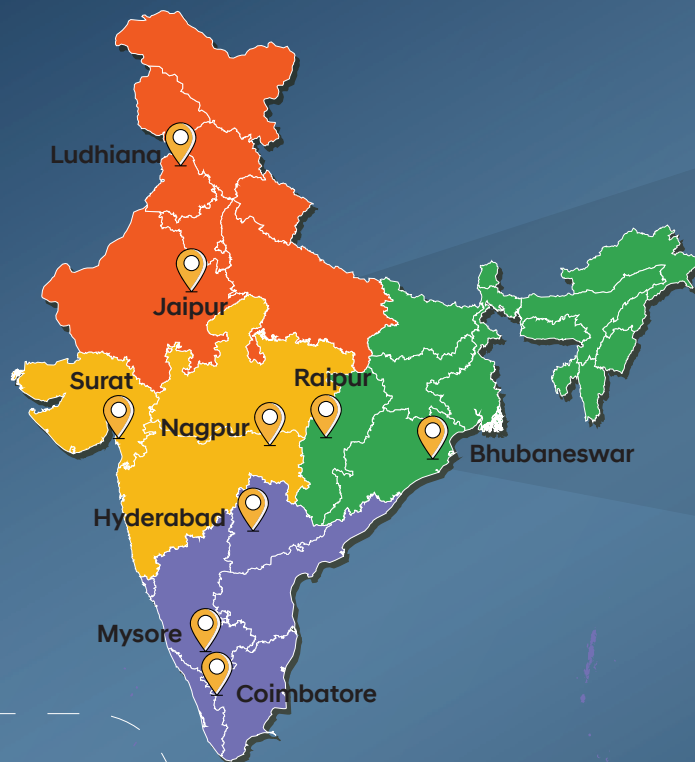 Ludhiana
Jaipur
Surat
Raipur
Nagpur
Bhubaneswar
Hyderabad
Mysore
Coimbatore